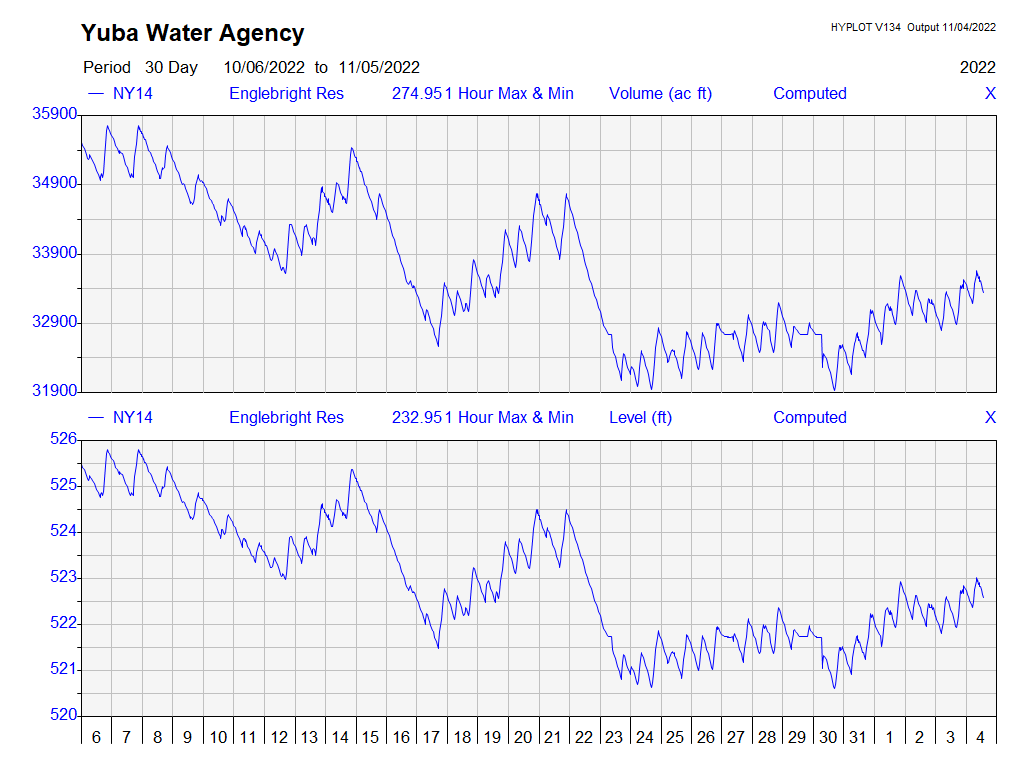 Yuba Water Agency
HYPLOT V134 Output 11/04/2022
Period 30 Day 10/06/2022 to 11/05/2022 2022
— NY14 Englebright Res 274.951 Hour Max & Min Volume (ac ft) Computed X
35900
34900
33900
32900
31900
— NY14 Englebright Res 232.951 Hour Max & Min Level (ft) Computed X
526
525
524
523
522
521
520
6 7 8 9 10 11 12 13 14 15 16 17 18 19 20 21 22 23 24 25 26 27 28 29 30 31 1 2 3 4